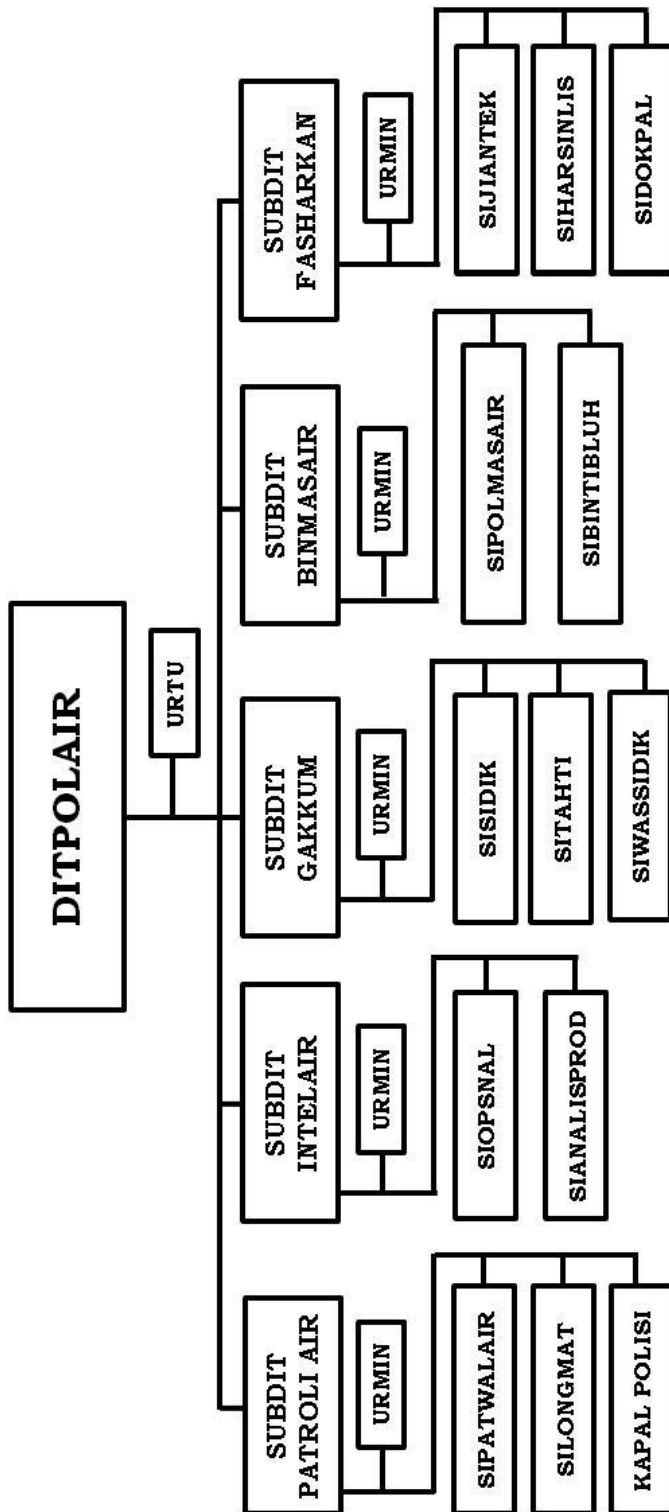 DITPOLAIR
URTU
SUBDIT
PATROLI AIR
URMIN
SIPATWALAIR
SILONGMAT
KAPAL POLISI
SUBDIT
INTELAIR
URMIN
SIOPSNAL
SIANALISPROD
SUBDIT
GAKKUM
URMIN
SISIDIK
SITAHTI
SIWASSIDIK
SUBDIT
BINMASAIR
URMIN
SIPOLMASAIR
SIBINTIBLUH
SUBDIT
FASHARKAN
URMIN
SIJIANTEK
SIHARSINLIS
SIDOKPAL